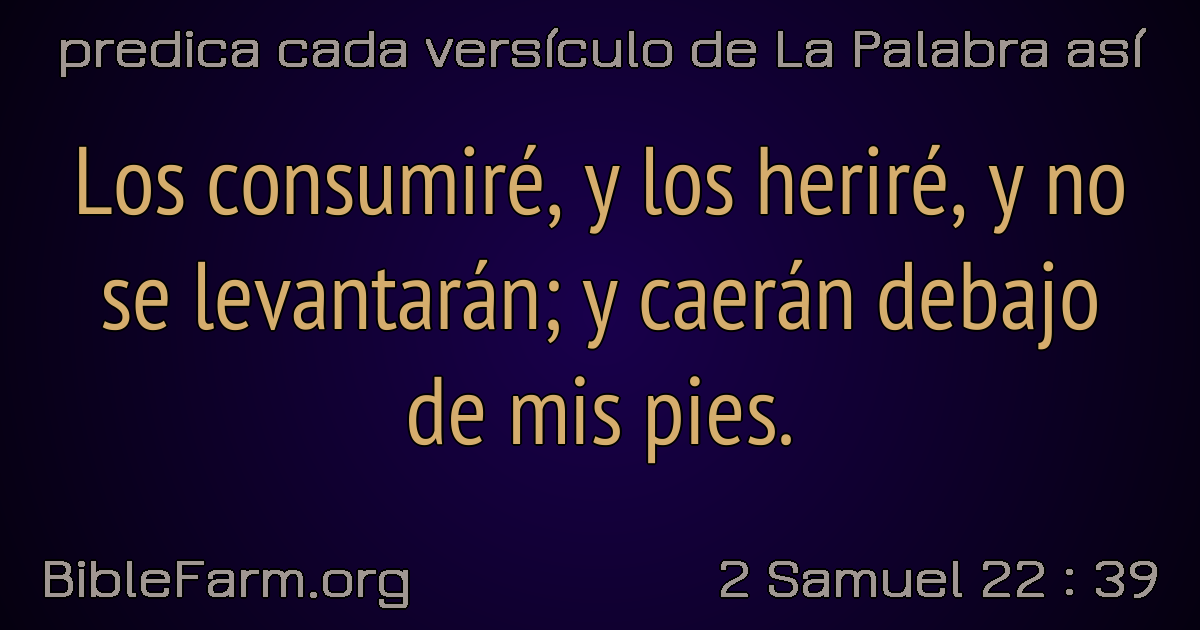 predica cada versículo de La Palabra así
Los consumiré, y los heriré, y no
se levantarán; y caerán debajo
de mis pies.
BibleFarm.org
2 Samuel 22 : 39